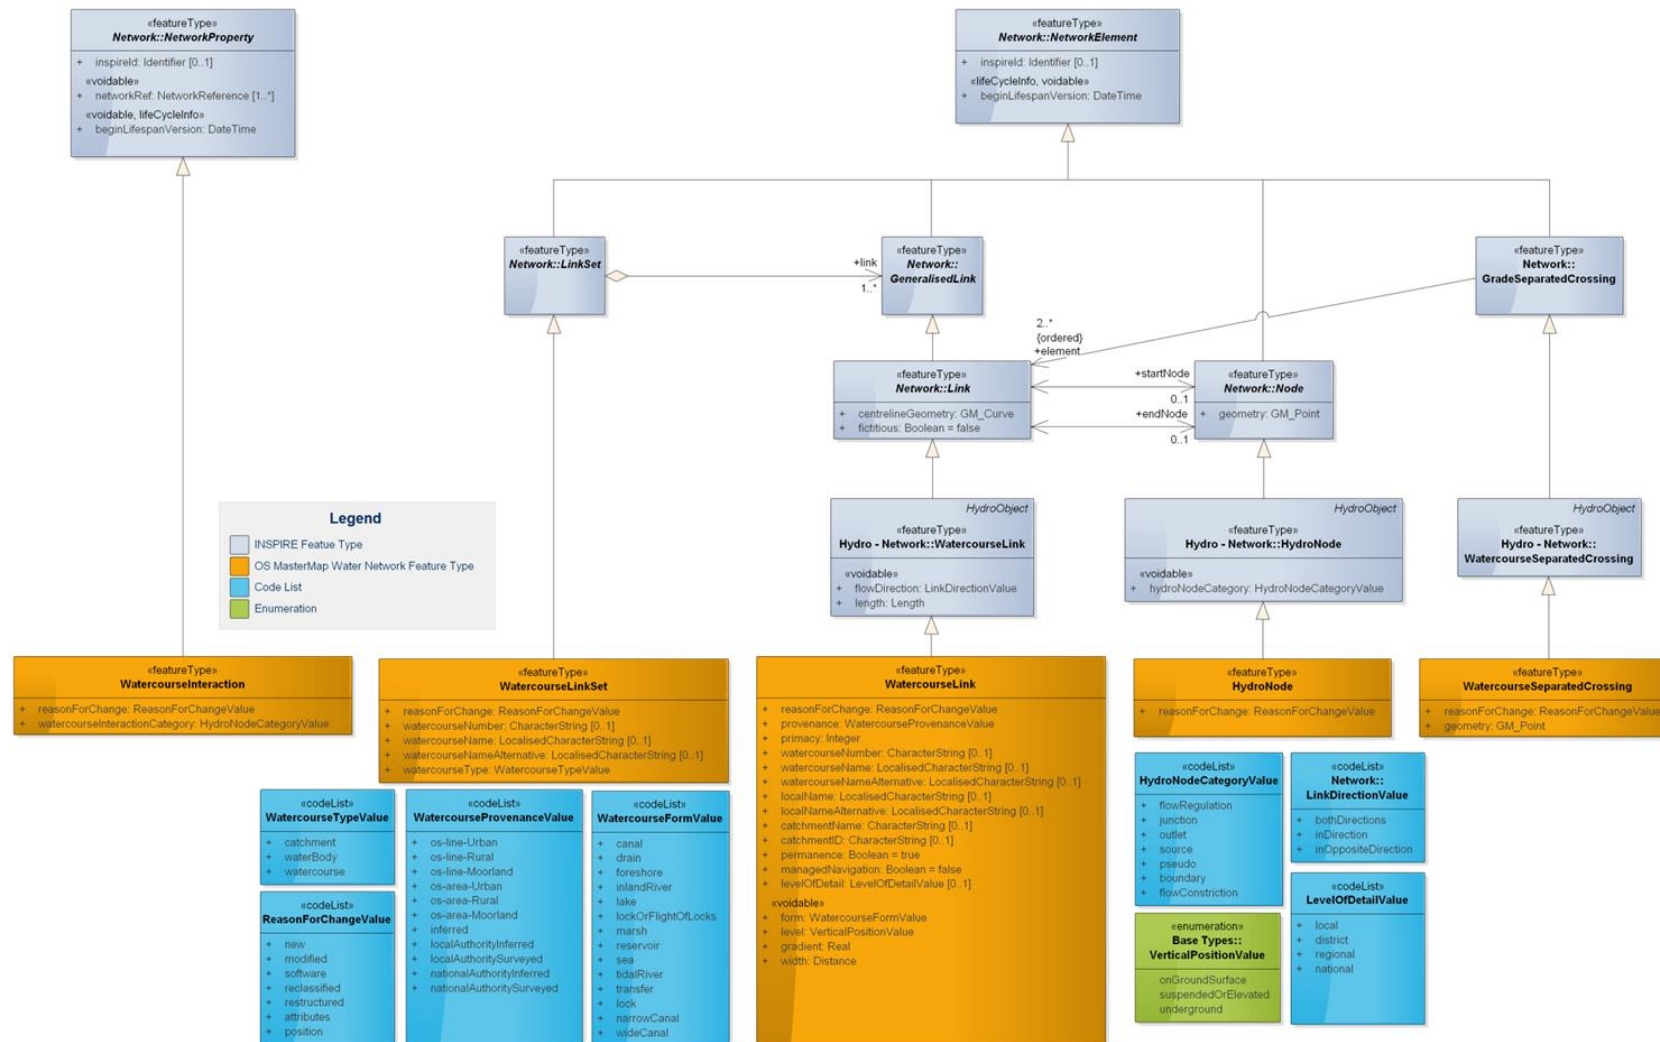 «featureType»
Network::NetworkProperty
+ inspireId: Identifier [0..1]
«voidable»
+ networkRef: NetworkReference [1..*]
«voidable, lifeCycleInfo»
+ beginLifespanVersion: DateTime
«featureType»
Network::NetworkElement
+ inspireId: Identifier [0..1]
«lifeCycleInfo, voidable»
+ beginLifespanVersion: DateTime
«featureType»
Network::LinkSet
+link
1..*
«featureType»
Network::
GeneralisedLink
«featureType»
Network::
GradeSeparatedCrossing
2..*
{ordered}
+element
«featureType»
Network::Link
+ centrelineGeometry: GM_Curve
+ fictitious: Boolean = false
+startNode
0..1
+endNode
0..1
«featureType»
Network::Node
+ geometry: GM_Point
HydroObject
«featureType»
Hydro - Network::WatercourseLink
«voidable»
+ flowDirection: LinkDirectionValue
+ length: Length
HydroObject
«featureType»
Hydro - Network::HydroNode
«voidable»
+ hydroNodeCategory: HydroNodeCategoryValue
HydroObject
«featureType»
Hydro - Network::
WatercourseSeparatedCrossing
Legend
INSPIRE Featue Type
OS MasterMap Water Network Feature Type
Code List
Enumeration
«featureType»
WatercourseInteraction
+ reasonForChange: ReasonForChangeValue
+ watercourseInteractionCategory: HydroNodeCategoryValue
«featureType»
WatercourseLinkSet
+ reasonForChange: ReasonForChangeValue
+ watercourseNumber: CharacterString [0..1]
+ watercourseName: LocalisedCharacterString [0..1]
+ watercourseNameAlternative: LocalisedCharacterString [0..1]
+ watercourseType: WatercourseTypeValue
«featureType»
WatercourseLink
+ reasonForChange: ReasonForChangeValue
+ provenance: WatercourseProvenanceValue
+ primacy: Integer
+ watercourseNumber: CharacterString [0..1]
+ watercourseName: LocalisedCharacterString [0..1]
+ watercourseNameAlternative: LocalisedCharacterString [0..1]
+ localName: LocalisedCharacterString [0..1]
+ localNameAlternative: LocalisedCharacterString [0..1]
+ catchmentName: CharacterString [0..1]
+ catchmentID: CharacterString [0..1]
+ permanence: Boolean = true
+ managedNavigation: Boolean = false
+ levelOfDetail: LevelOfDetailValue [0..1]
«voidable»
+ form: WatercourseFormValue
+ level: VerticalPositionValue
+ gradient: Real
+ width: Distance
«featureType»
HydroNode
+ reasonForChange: ReasonForChangeValue
«featureType»
WatercourseSeparatedCrossing
+ reasonForChange: ReasonForChangeValue
+ geometry: GM_Point
«codeList»
WatercourseTypeValue
+ catchment
+ waterBody
+ watercourse
«codeList»
ReasonForChangeValue
+ new
+ modified
+ software
+ reclassified
+ restructured
+ attributes
+ position
«codeList»
WatercourseProvenanceValue
+ os-line-Urban
+ os-line-Rural
+ os-line-Moorland
+ os-area-Urban
+ os-area-Rural
+ os-area-Moorland
+ inferred
+ localAuthorityInferred
+ localAuthoritySurveyed
+ nationalAuthorityInferred
+ nationalAuthoritySurveyed
«codeList»
WatercourseFormValue
+ canal
+ drain
+ foreshore
+ inlandRiver
+ lake
+ lockOrFlightOfLocks
+ marsh
+ reservoir
+ sea
+ tidalRiver
+ transfer
+ lock
+ narrowCanal
+ wideCanal
«codeList»
HydroNodeCategoryValue
+ flowRegulation
+ junction
+ outlet
+ source
+ pseudo
+ boundary
+ flowConstriction
«codeList»
Network::
LinkDirectionValue
+ bothDirections
+ inDirection
+ inOppositeDirection
«enumeration»
Base Types::
VerticalPositionValue
onGroundSurface
suspendedOrElevated
underground
«codeList»
LevelOfDetailValue
+ local
+ district
+ regional
+ national